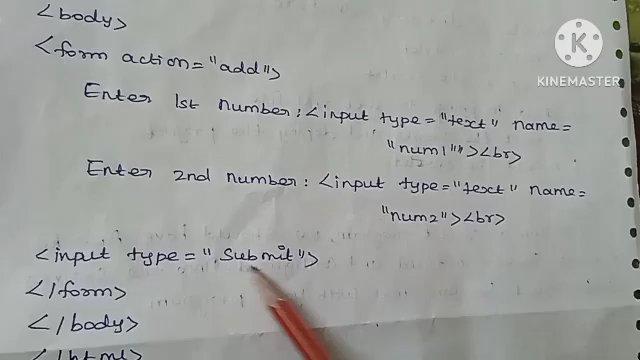 <body>
<form action="add">
Enter 1st number:<input type="text" name=
"num1""><br>
Enter 2nd number: <input type="text" name=
"num2"><br>
<input type="submit">
</form>
</body>
</html>
K
KINEMASTER